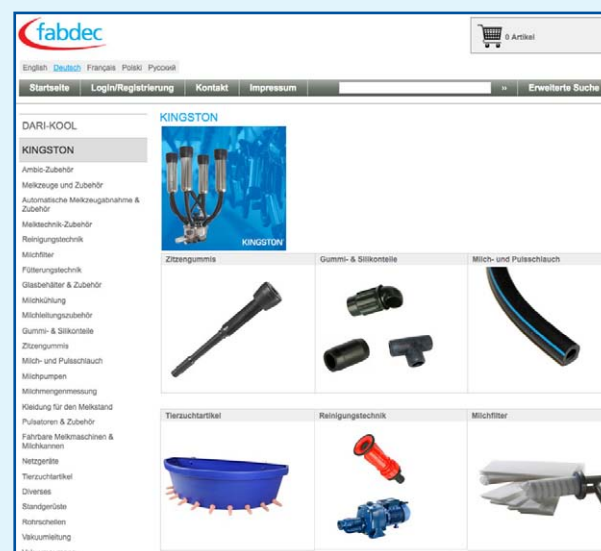 fabdec
0 Artikel
English Deutsch Français Polski Русский
Startseite Login/Registrierung Kontakt Impressum » Erweiterte Suche
DARI-KOOL
KINGSTON
Ambic-Zubehör
Melkzeuge und Zubehör
Automatische Melkzeugabnahme &
Zubehör
Melktechnik-Zubehör
Reinigungstechnik
Milchfilter
Fütterungstechnik
Glasbehälter & Zubehör
Milchkühlung
Milchleitungszubehör
Gummi- & Silikonteile
Zitzengummis
Milch- und Pulsschlauch
Milchpumpen
Milchmengenmessung
Kleidung für den Melkstand
Pulsatoren & Zubehör
Fahrbare Melkmaschinen &
Milchkannen
Netzgeräte
Tierzuchtartikel
Diverses
Standgerüste
Rohrschellen
Vakuumleitung
KINGSTON
KINGSTON
Zitzengummis
Gummi- & Silikonteile
Milch- und Pulsschlauch
Tierzuchtartikel
Reinigungstechnik
Milchfilter